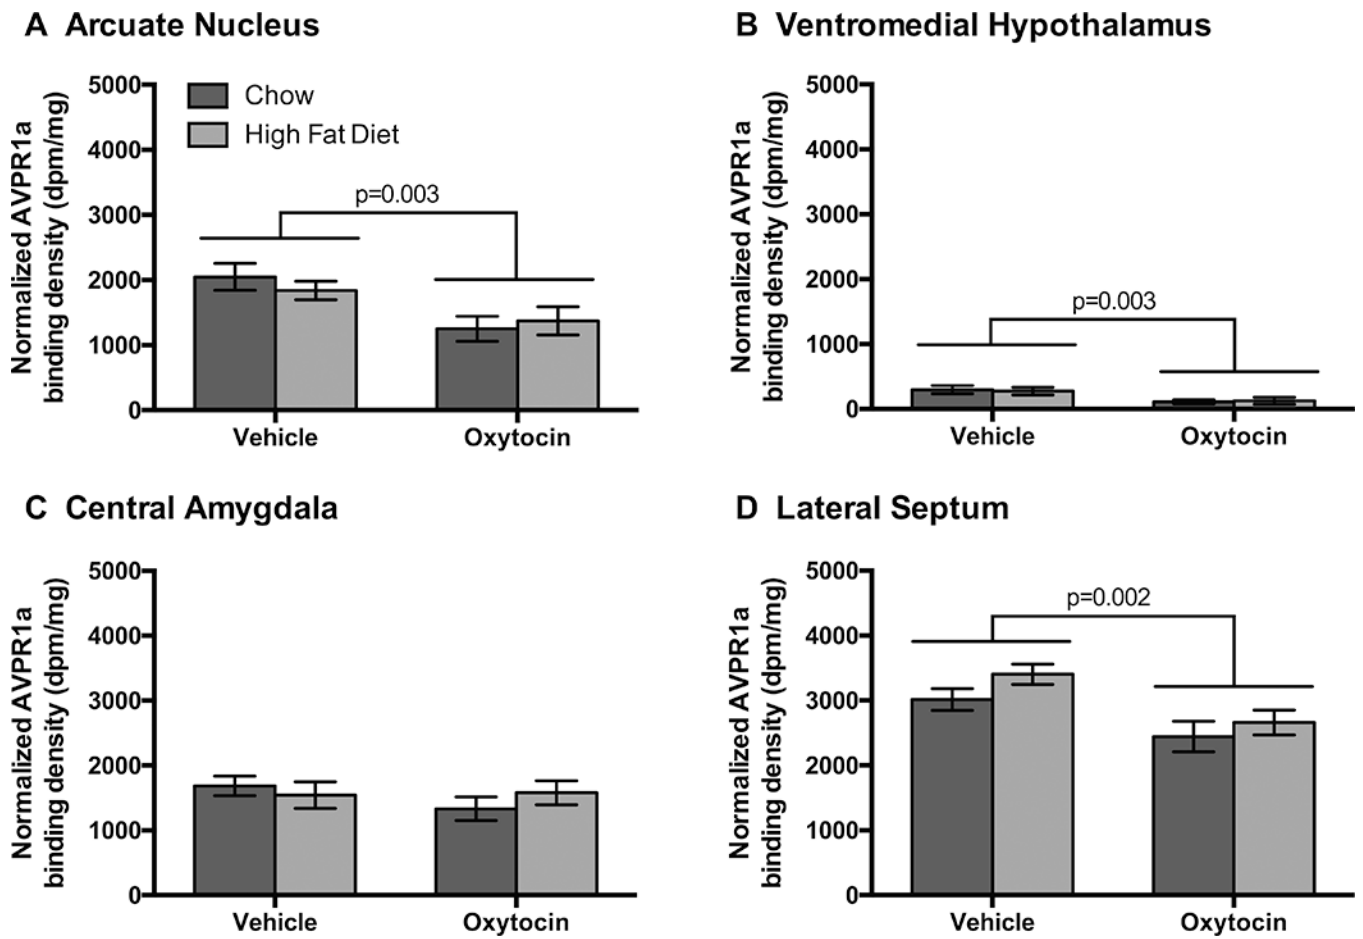 A Arcuate Nucleus
Normalized AVPR1a
binding density (dpm/mg)
5000
4000
3000
2000
1000
0
Chow
High Fat Diet
p=0.003
Vehicle
Oxytocin
B Ventromedial Hypothalamus
Normalized AVPR1a
binding density (dpm/mg)
5000
4000
3000
2000
1000
0
p=0.003
Vehicle
Oxytocin
C Central Amygdala
Normalized AVPR1a
binding density (dpm/mg)
5000
4000
3000
2000
1000
0
Vehicle
Oxytocin
D Lateral Septum
Normalized AVPR1a
binding density (dpm/mg)
5000
4000
3000
2000
1000
0
p=0.002
Vehicle
Oxytocin